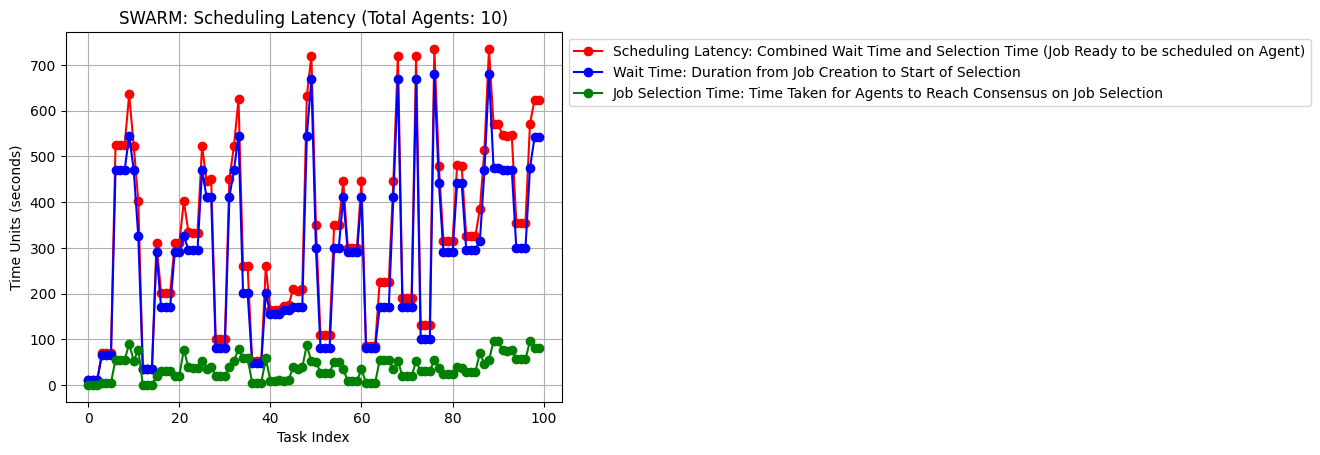 SWARM: Scheduling Latency (Total Agents: 10)
Scheduling Latency: Combined Wait Time and Selection Time (Job Ready to be scheduled on Agent)
Wait Time: Duration from Job Creation to Start of Selection
Job Selection Time: Time Taken for Agents to Reach Consensus on Job Selection
Time Units (seconds)
700
600
500
400
300
200
100
0
0
20
40
60
80
100
Task Index